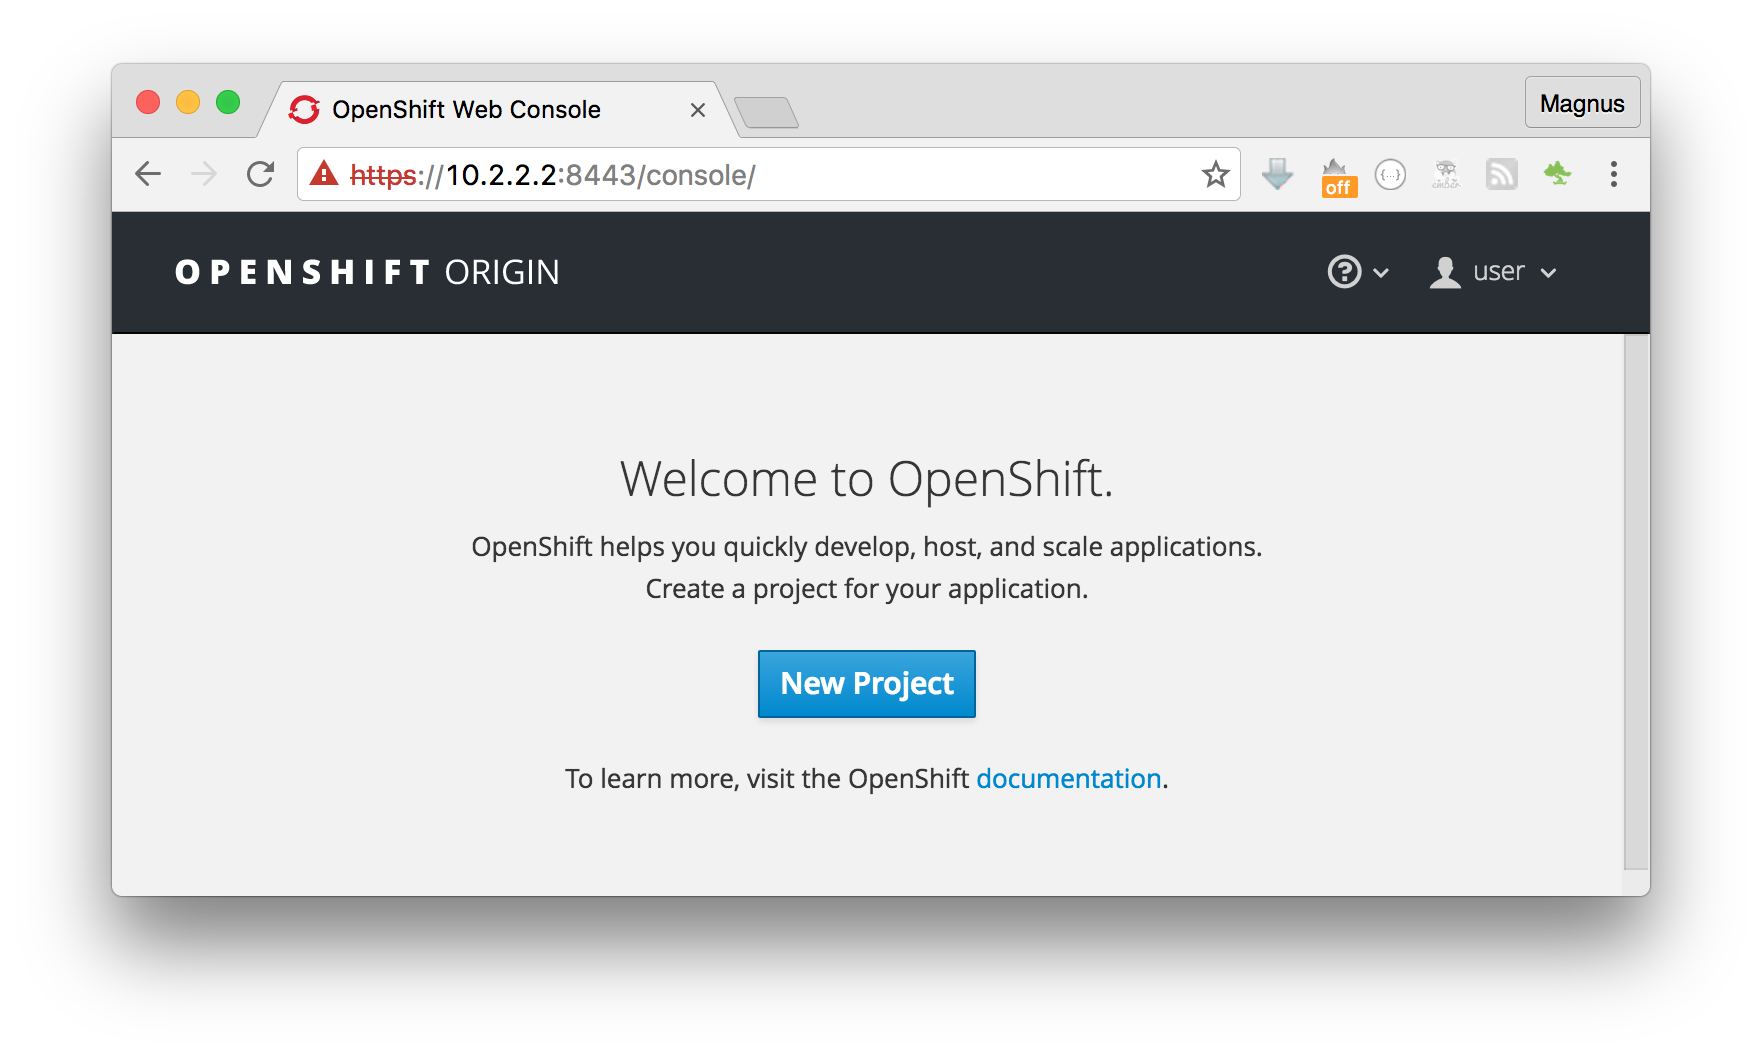 OpenShift Web Console
Magnus
https://10.2.2.2:8443/console/
off
{...}
ember
OPENSHIFT ORIGIN
user
Welcome to OpenShift.
OpenShift helps you quickly develop, host, and scale applications.
Create a project for your application.
New Project
To learn more, visit the OpenShift documentation.